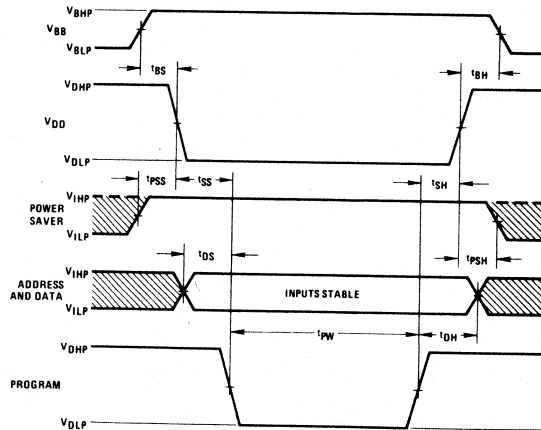 VBHP
VBB
VBLP
tBS
tBH
VDHP
VDD
VDLP
tPSS
tSS
tSH
VIHP
POWER
SAVER
VILP
tDS
tPSH
VIHP
ADDRESS
AND DATA
INPUTS STABLE
VILP
tPW
tDH
VDHP
PROGRAM
VDLP